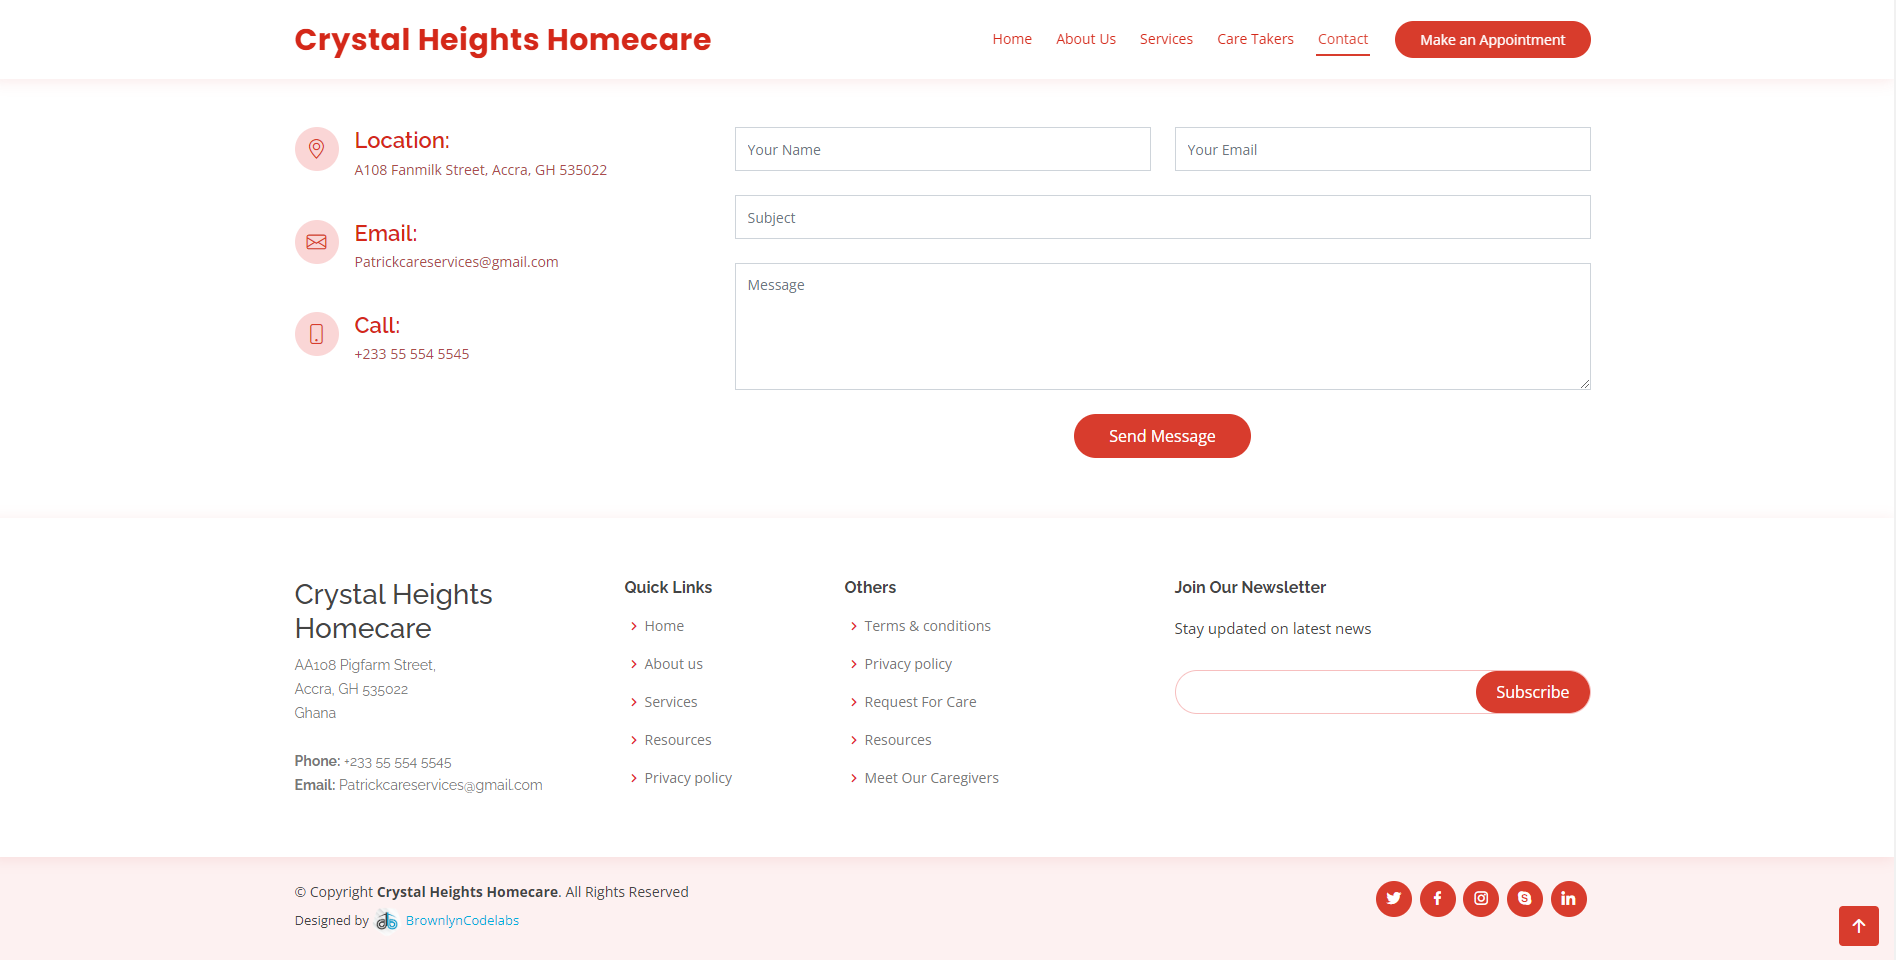 Crystal Heights Homecare
Home
About Us
Services
Care Takers
Contact
Make an Appointment
Location:
A108 Fanmilk Street, Accra, GH 535022
Email:
Patrickcareservices@gmail.com
Call:
+233 55 554 5545
Your Name
Your Email
Subject
Message
Send Message
Crystal Heights
Homecare
AA108 Pigfarm Street,
Accra, GH 535022
Ghana
Phone: +233 55 554 5545
Email: Patrickcareservices@gmail.com
Quick Links
Home
About us
Services
Resources
Privacy policy
Others
Terms & conditions
Privacy policy
Request For Care
Resources
Meet Our Caregivers
Join Our Newsletter
Stay updated on latest news
Subscribe
© Copyright Crystal Heights Homecare. All Rights Reserved
Designed by BrownlynCodelabs